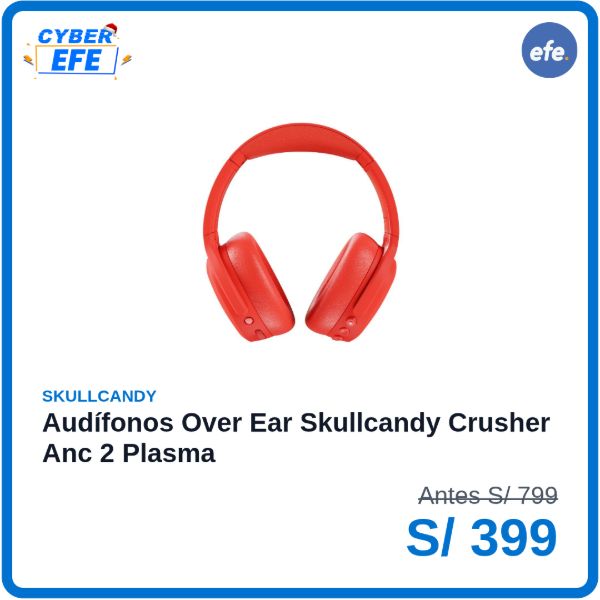 CYBER
EFE
efe.
SKULLCANDY
Audífonos Over Ear Skullcandy Crusher
Anc 2 Plasma
Antes S/ 799
S/ 399